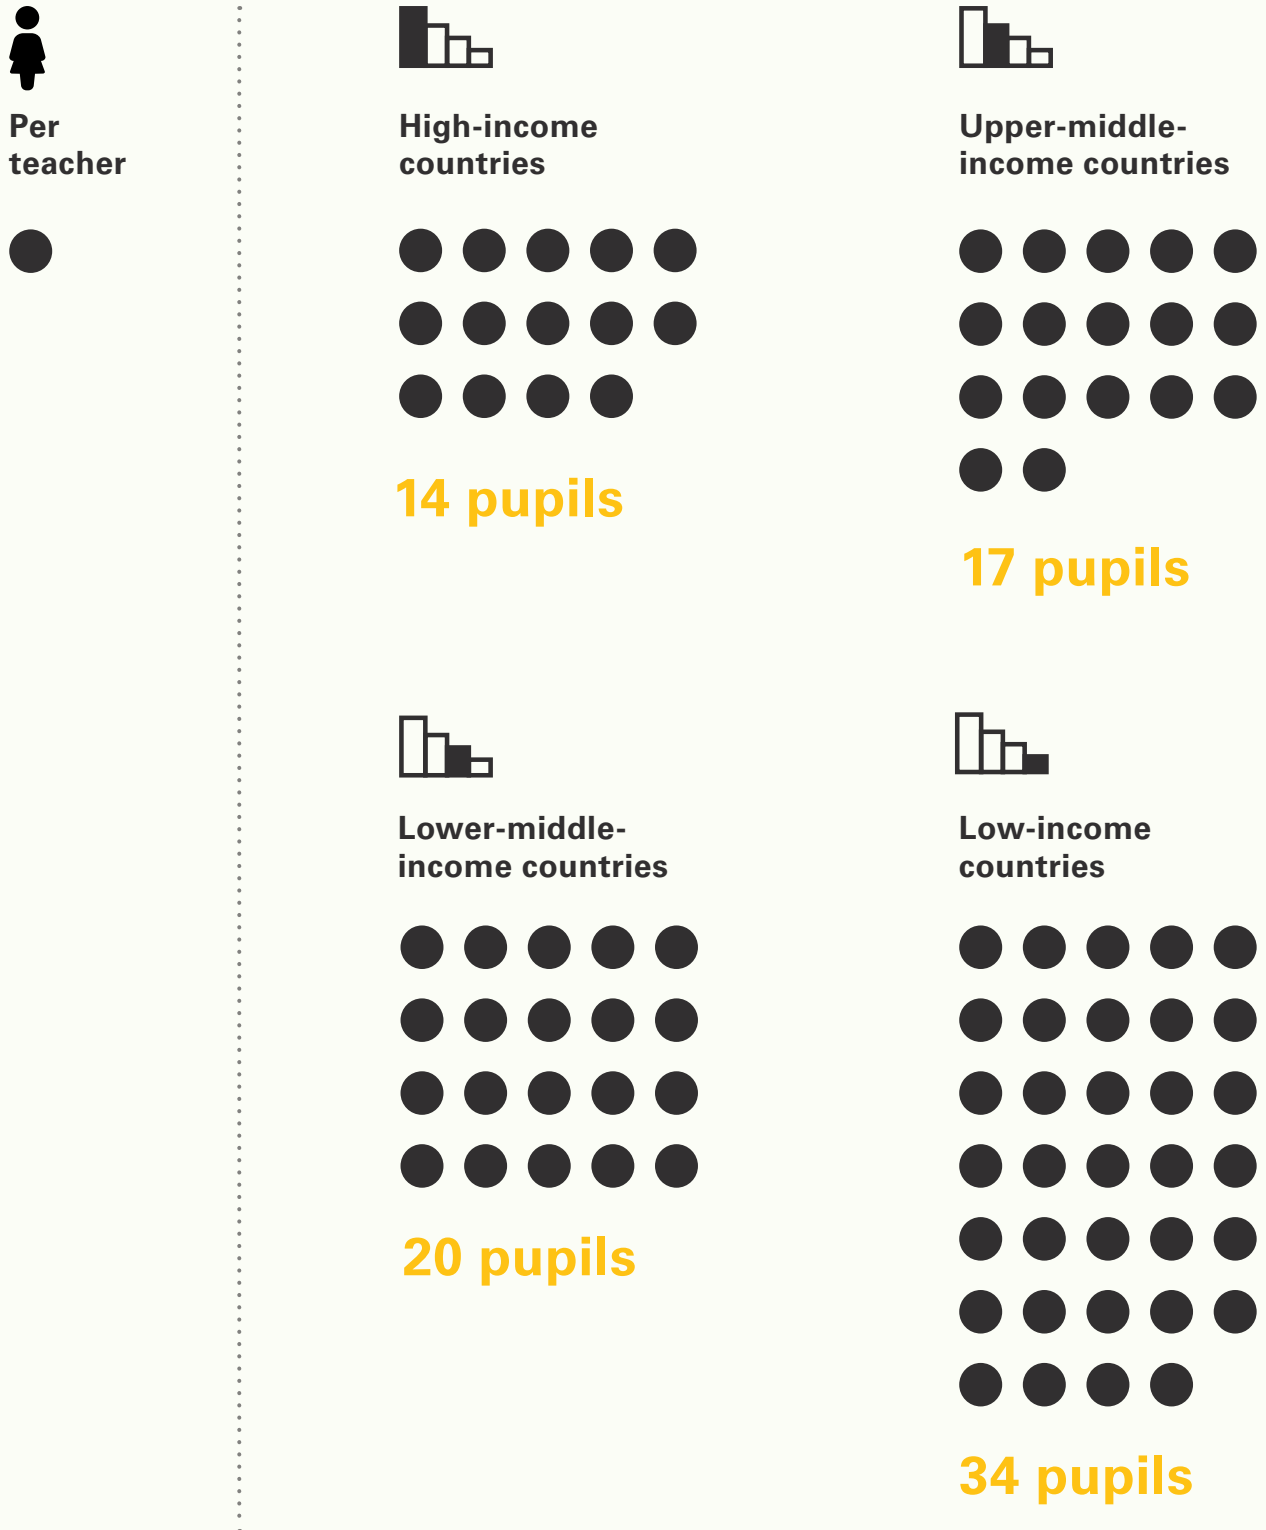 Per
teacher
High-income
countries
14 pupils
Upper-middle-
income countries
17 pupils
Lower-middle-
income countries
20 pupils
Low-income
countries
34 pupils